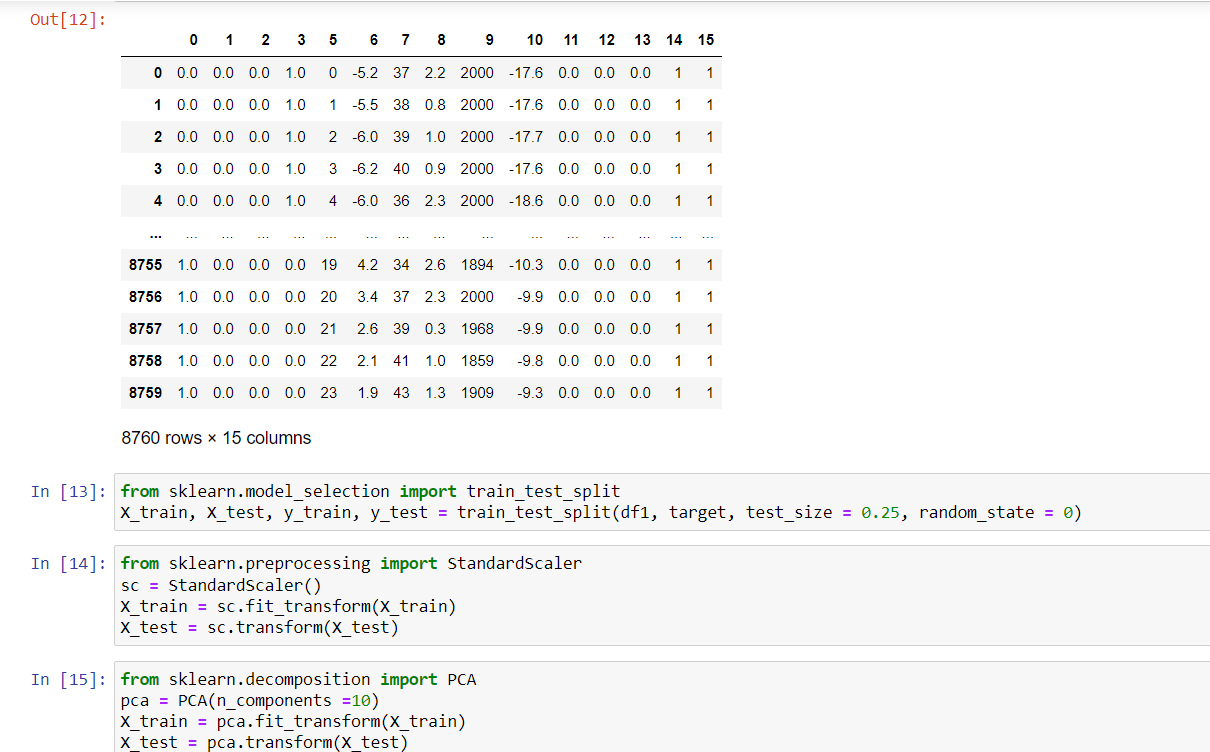 Out[12]:
0 1 2 3 5 6 7 8 9 10 11 12 13 14 15
0 0.0 0.0 0.0 1.0 0 -5.2 37 2.2 2000 -17.6 0.0 0.0 0.0 1 1
1 0.0 0.0 0.0 1.0 1 -5.5 38 0.8 2000 -17.6 0.0 0.0 0.0 1 1
2 0.0 0.0 0.0 1.0 2 -6.0 39 1.0 2000 -17.7 0.0 0.0 0.0 1 1
3 0.0 0.0 0.0 1.0 3 -6.2 40 0.9 2000 -17.6 0.0 0.0 0.0 1 1
4 0.0 0.0 0.0 1.0 4 -6.0 36 2.3 2000 -18.6 0.0 0.0 0.0 1 1
... ... ... ... ... ... ... ... ... ... ... ... ... ... ... ...
8755 1.0 0.0 0.0 0.0 19 4.2 34 2.6 1894 -10.3 0.0 0.0 0.0 1 1
8756 1.0 0.0 0.0 0.0 20 3.4 37 2.3 2000 -9.9 0.0 0.0 0.0 1 1
8757 1.0 0.0 0.0 0.0 21 2.6 39 0.3 1968 -9.9 0.0 0.0 0.0 1 1
8758 1.0 0.0 0.0 0.0 22 2.1 41 1.0 1859 -9.8 0.0 0.0 0.0 1 1
8759 1.0 0.0 0.0 0.0 23 1.9 43 1.3 1909 -9.3 0.0 0.0 0.0 1 1
8760 rows × 15 columns
In [13]: from sklearn.model_selection import train_test_split
X_train, X_test, y_train, y_test = train_test_split(df1, target, test_size = 0.25, random_state = 0)
In [14]: from sklearn.preprocessing import StandardScaler
sc = StandardScaler()
X_train = sc.fit_transform(X_train)
X_test = sc.transform(X_test)
In [15]: from sklearn.decomposition import PCA
pca = PCA(n_components =10)
X_train = pca.fit_transform(X_train)
X_test = pca.transform(X_test)